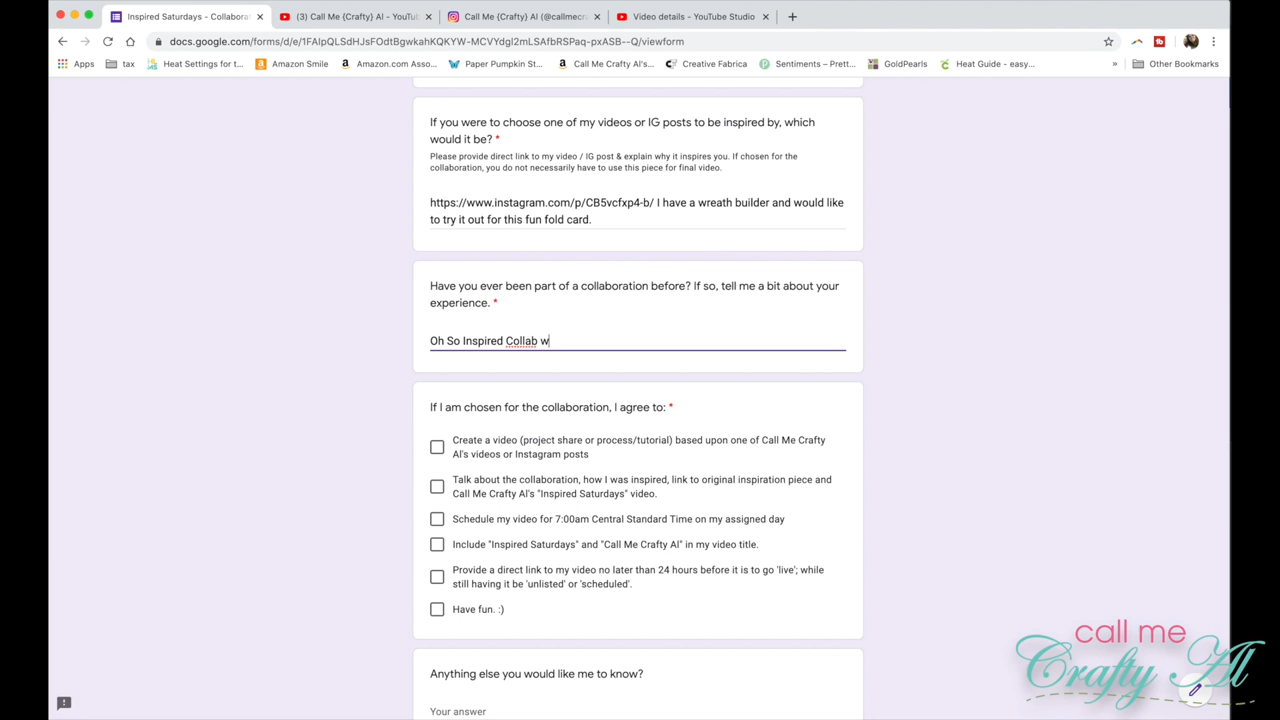 Inspired Saturdays - Collabora
(3) Call Me {Crafty} Al - YouTu
Call Me {Crafty} Al (@callmecr
Video details - YouTube Studio
docs.google.com/forms/d/e/1FAIpQLSdHJsFOdtBgwkahKQKYW-MCVYdgI2mLSAfbRSPaq-pxASB--Q/viewform
Apps
tax
Heat Settings for t...
Amazon Smile
Amazon.com Asso...
Paper Pumpkin St...
Call Me Crafty Al's...
Creative Fabrica
Sentiments – Prett...
GoldPearls
Heat Guide - easy...
»
Other Bookmarks
If you were to choose one of my videos or IG posts to be inspired by, which
would it be? *
Please provide direct link to my video / IG post & explain why it inspires you. If chosen for the
collaboration, you do not necessarily have to use this piece for final video.
https://www.instagram.com/p/CB5vcfxp4-b/ I have a wreath builder and would like
to try it out for this fun fold card.
Have you ever been part of a collaboration before? If so, tell me a bit about your
experience. *
Oh So Inspired Collab w
If I am chosen for the collaboration, I agree to: *
Create a video (project share or process/tutorial) based upon one of Call Me Crafty
Al's videos or Instagram posts
Talk about the collaboration, how I was inspired, link to original inspiration piece and
Call Me Crafty Al's "Inspired Saturdays" video.
Schedule my video for 7:00am Central Standard Time on my assigned day
Include "Inspired Saturdays" and "Call Me Crafty Al" in my video title.
Provide a direct link to my video no later than 24 hours before it is to go 'live'; while
still having it be 'unlisted' or 'scheduled'.
Have fun. :)
Anything else you would like me to know?
Your answer
call me
Crafty Al